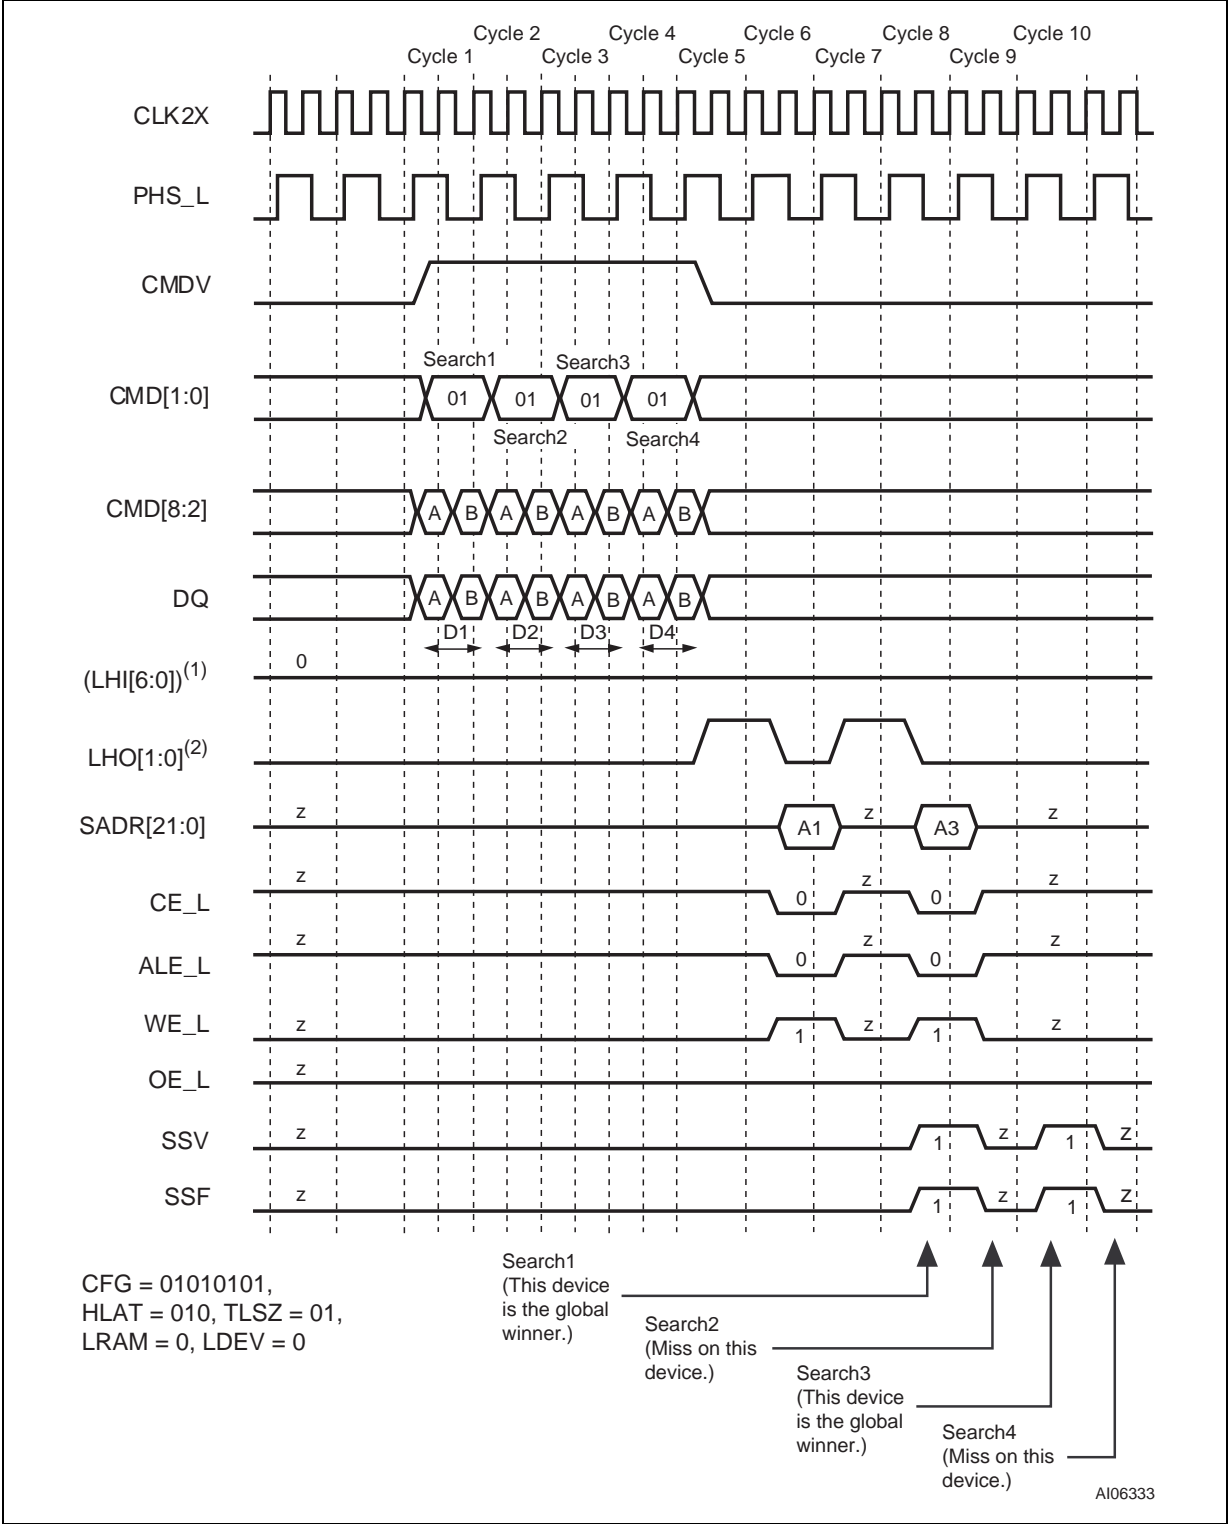 Cycle 2 Cycle 4 Cycle 6 Cycle 8 Cycle 10
Cycle 1 Cycle 3 Cycle 5 Cycle 7 Cycle 9
CLK2X
PHS_L
CMDV
Search1 Search3
CMD[1:0] 01 01 01 01
Search2 Search4
CMD[8:2] A B A B A B A B
DQ A B A B A B A B
D1 D2 D3 D4
(LHI[6:0])(1) 0
LHO[1:0](2)
SADR[21:0] z A1 z A3 z
CE_L z 0 z 0 z
ALE_L z 0 z 0 z
WE_L z 1 z 1 z
OE_L z
SSV z 1 z 1 z
SSF z 1 z 1 z
CFG = 01010101,
HLAT = 010, TLSZ = 01,
LRAM = 0, LDEV = 0
Search1
(This device
is the global
winner.)
Search2
(Miss on this
device.)
Search3
(This device
is the global
winner.)
Search4
(Miss on this
device.)
AI06333